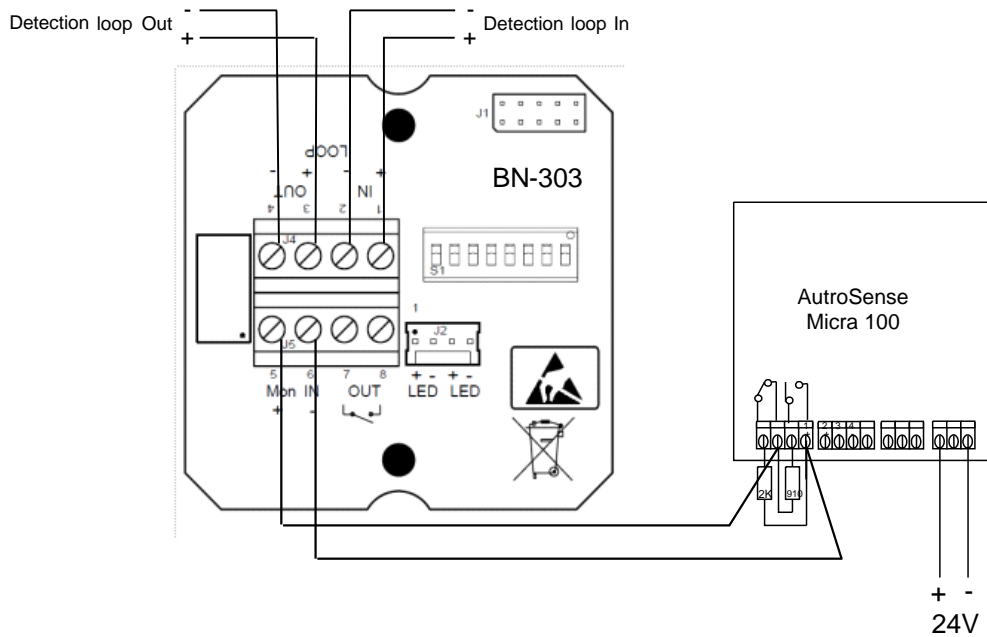 Detection loop Out
-
+
-
+
Detection loop In
J1
LOOP
- + - +
OUT IN
4 3 2 1
BN-303
J4
S1
AutroSense
Micra 100
1
J2
J5
5 6 7 8
+ - + -
Mon IN OUT LED LED
+ -
1 2 3 4
2K 910
+ -
24V